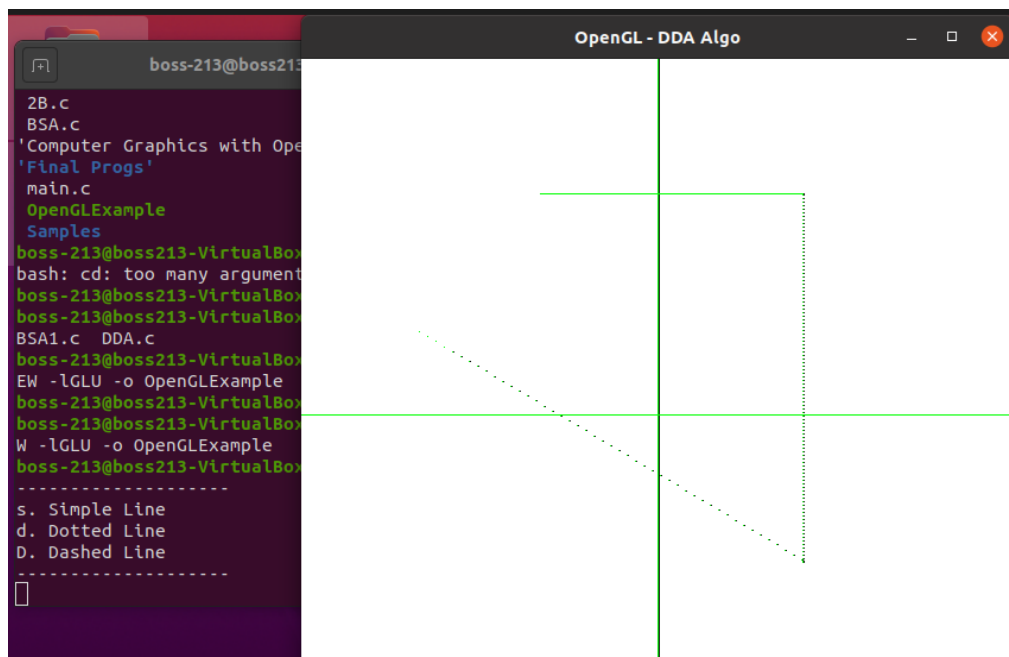 OpenGL - DDA Algo
boss-213@boss213
2B.c
BSA.c
'Computer Graphics with Ope
'Final Progs'
main.c
OpenGLExample
Samples
boss-213@boss213-VirtualBox
bash: cd: too many argument
boss-213@boss213-VirtualBox
boss-213@boss213-VirtualBox
BSA1.c  DDA.c
boss-213@boss213-VirtualBox
EW -lGLU -o OpenGLExample
boss-213@boss213-VirtualBox
boss-213@boss213-VirtualBox
W -lGLU -o OpenGLExample
boss-213@boss213-VirtualBox
--------------------
s. Simple Line
d. Dotted Line
D. Dashed Line
--------------------